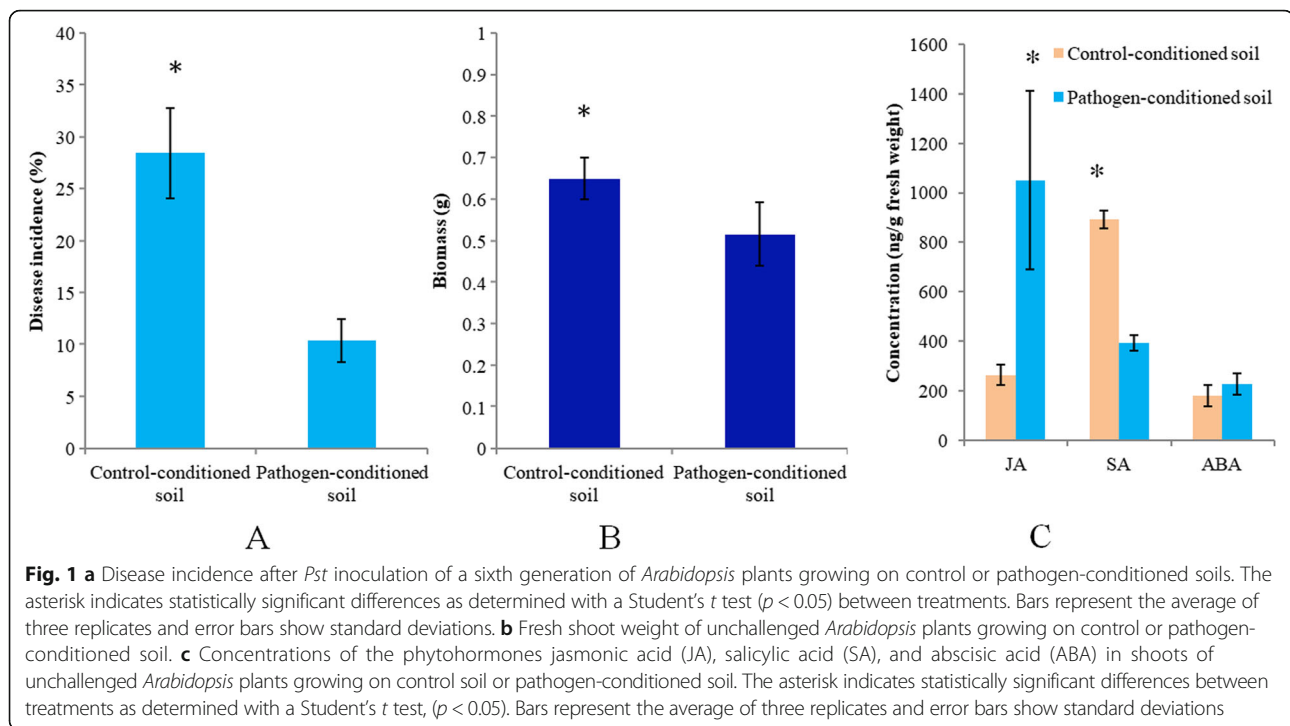 40
35
30
25
20
15
10
5
0
Disease incidence (%)
*
Control-conditioned soil
Pathogen-conditioned soil
A
1
0.9
0.8
0.7
0.6
0.5
0.4
0.3
0.2
0.1
0
Biomass (g)
*
Control-conditioned soil
Pathogen-conditioned soil
B
1600
1400
1200
1000
800
600
400
200
0
Concentration (ng/g fresh weight)
Control-conditioned soil
Pathogen-conditioned soil
*
*
JA
SA
ABA
C
Fig. 1 a Disease incidence after Pst inoculation of a sixth generation of Arabidopsis plants growing on control or pathogen-conditioned soils. The
asterisk indicates statistically significant differences as determined with a Student's t test (p < 0.05) between treatments. Bars represent the average of
three replicates and error bars show standard deviations. b Fresh shoot weight of unchallenged Arabidopsis plants growing on control or pathogen-
conditioned soil. c Concentrations of the phytohormones jasmonic acid (JA), salicylic acid (SA), and abscisic acid (ABA) in shoots of
unchallenged Arabidopsis plants growing on control soil or pathogen-conditioned soil. The asterisk indicates statistically significant differences between
treatments as determined with a Student's t test, (p < 0.05). Bars represent the average of three replicates and error bars show standard deviations